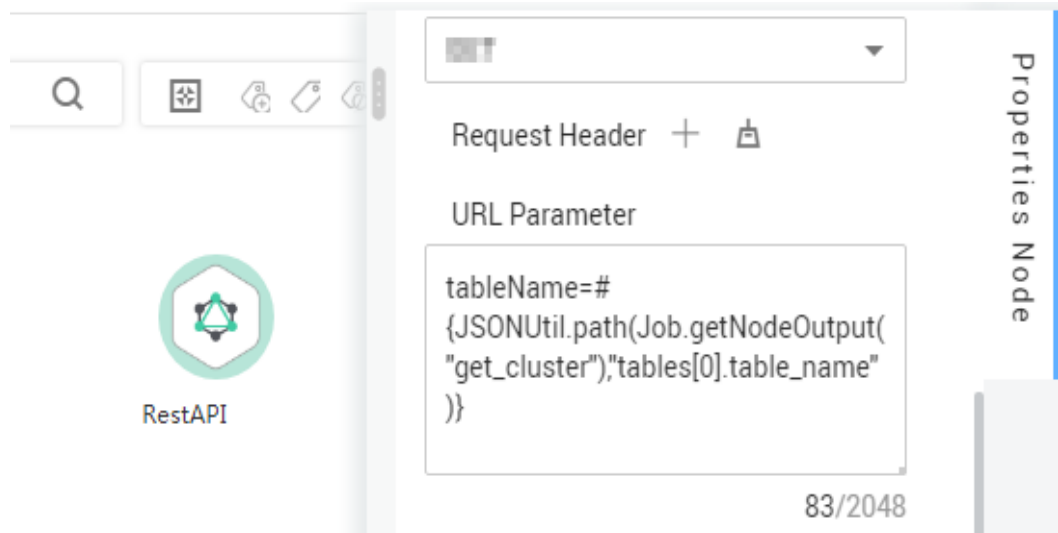 Request Header
URL Parameter
tableName=#
{JSONUtil.path(Job.getNodeOutput(
"get_cluster"),"tables[0].table_name"
)}
83/2048
RestAPI
Properties Node